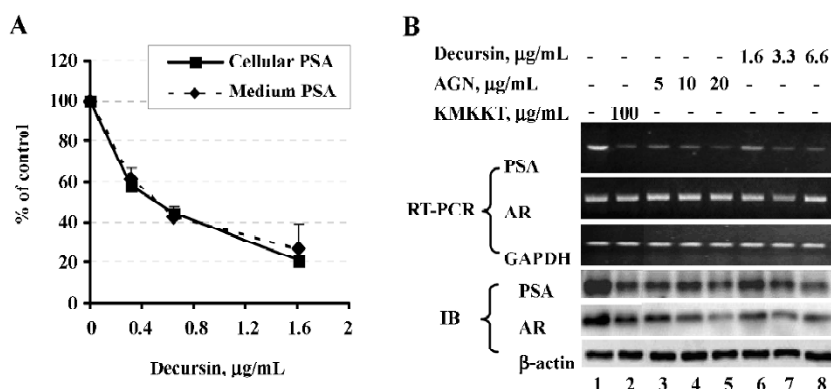 A
120
100
80
60
40
20
0
% of control
Cellular PSA
Medium PSA
0 0.4 0.8 1.2 1.6 2
Decursin, µg/mL
B
Decursin, µg/mL - - - - - 1.6 3.3 6.6
AGN, µg/mL - - 5 10 20 - - -
KMKKT, µg/mL - 100 - - - - - -
RT-PCR
PSA
AR
GAPDH
IB
PSA
AR
β-actin
1 2 3 4 5 6 7 8